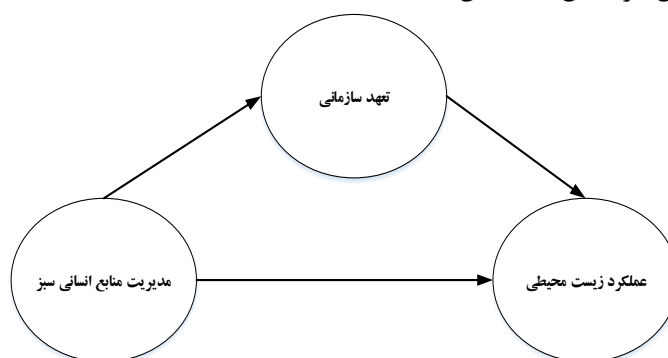 تعهد سازمانی
مدیریت منابع انسانی سبز
عملکرد زیست محیطی